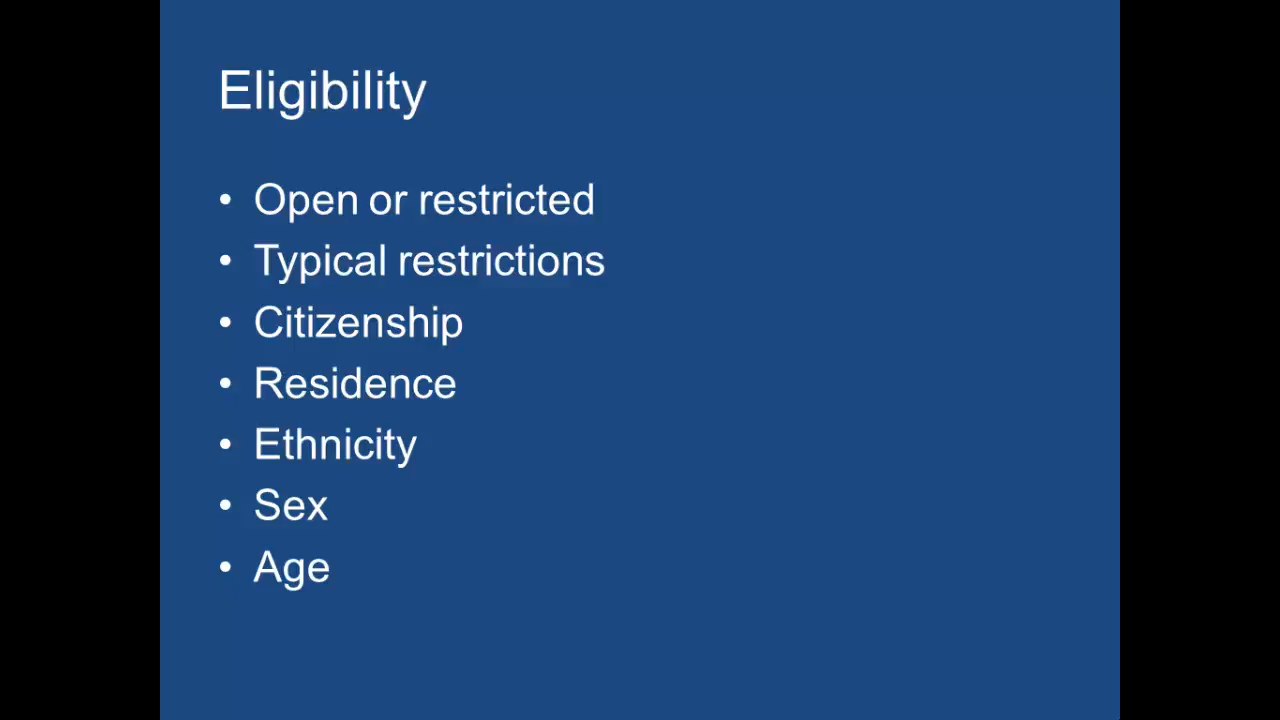 Eligibility
• Open or restricted
• Typical restrictions
• Citizenship
• Residence
• Ethnicity
• Sex
• Age